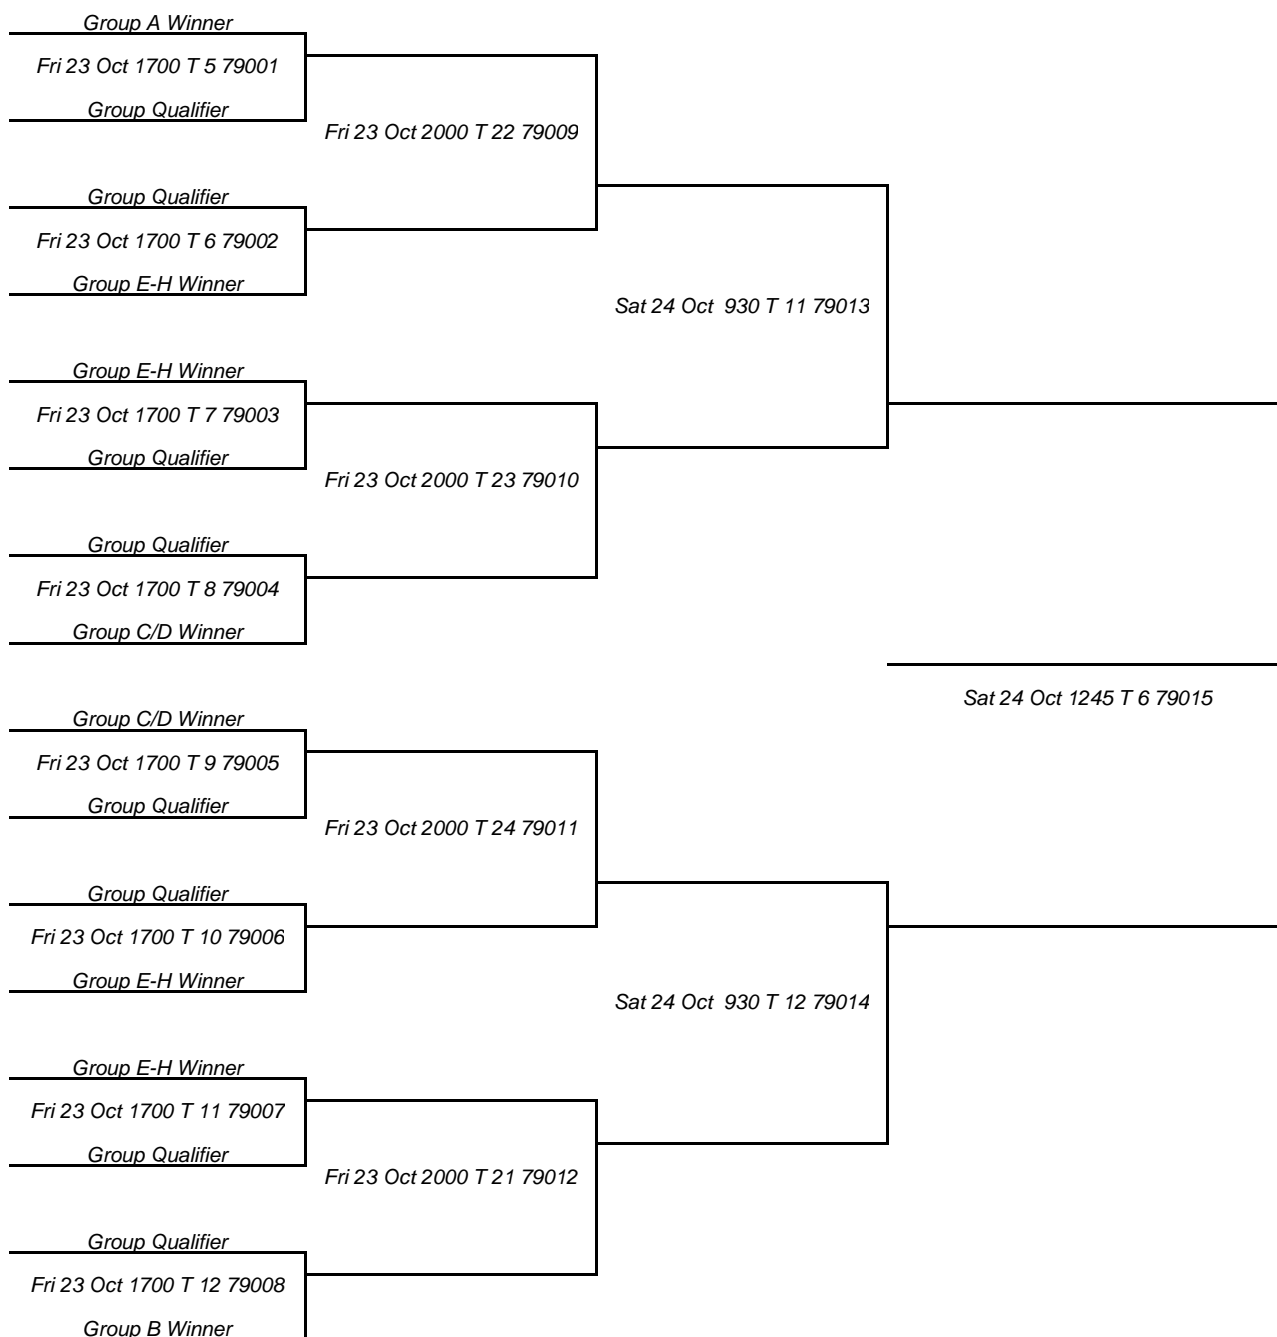 Group A Winner
Fri 23 Oct 1700 T 5 79001
Group Qualifier
Fri 23 Oct 2000 T 22 79009
Group Qualifier
Fri 23 Oct 1700 T 6 79002
Group E-H Winner
Sat 24 Oct  930 T 11 79013
Group E-H Winner
Fri 23 Oct 1700 T 7 79003
Group Qualifier
Fri 23 Oct 2000 T 23 79010
Group Qualifier
Fri 23 Oct 1700 T 8 79004
Group C/D Winner
Sat 24 Oct 1245 T 6 79015
Group C/D Winner
Fri 23 Oct 1700 T 9 79005
Group Qualifier
Fri 23 Oct 2000 T 24 79011
Group Qualifier
Fri 23 Oct 1700 T 10 79006
Group E-H Winner
Sat 24 Oct  930 T 12 79014
Group E-H Winner
Fri 23 Oct 1700 T 11 79007
Group Qualifier
Fri 23 Oct 2000 T 21 79012
Group Qualifier
Fri 23 Oct 1700 T 12 79008
Group B Winner